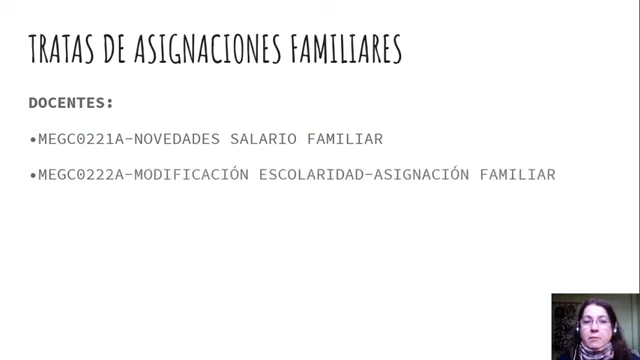 TRATAS DE ASIGNACIONES FAMILIARES
DOCENTES:
•MEGC0221A-NOVEDADES SALARIO FAMILIAR
•MEGC0222A-MODIFICACIÓN ESCOLARIDAD-ASIGNACIÓN FAMILIAR